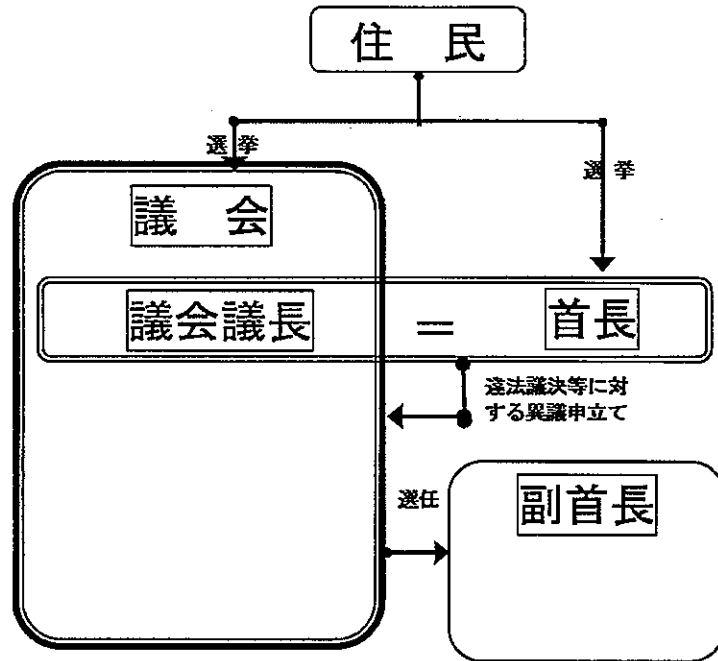 住　民
選挙
選挙
議　会
議会議長　＝　首長
違法議決等に対
する異議申立て
選任
副首長